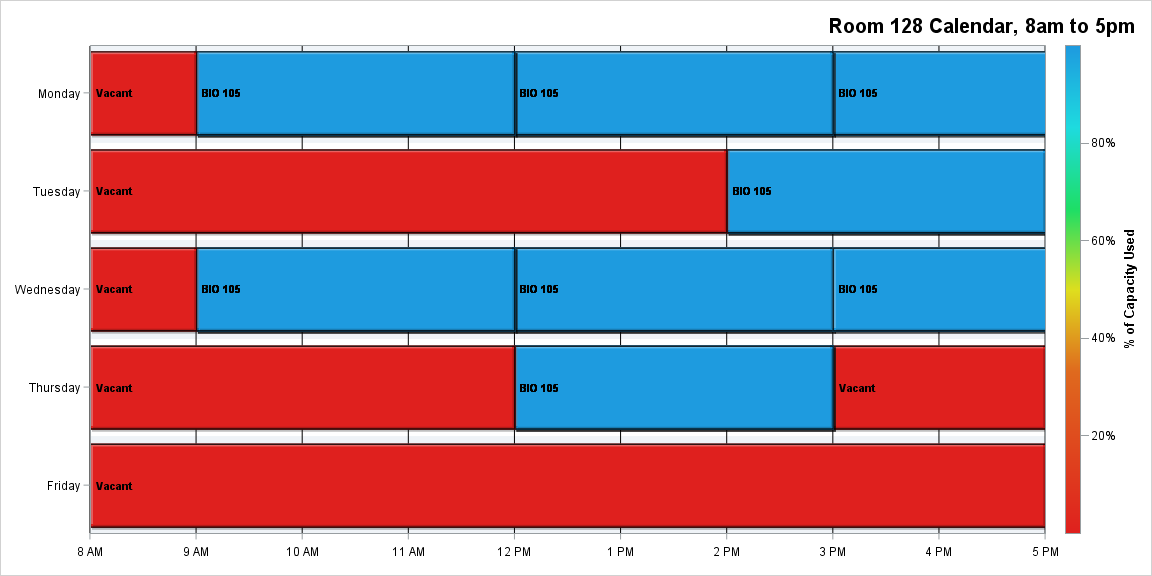 Room 128 Calendar, 8am to 5pm
Monday
Vacant
BIO 105
BIO 105
BIO 105
Tuesday
Vacant
BIO 105
Wednesday
Vacant
BIO 105
BIO 105
BIO 105
Thursday
Vacant
BIO 105
Vacant
Friday
Vacant
8 AM
9 AM
10 AM
11 AM
12 PM
1 PM
2 PM
3 PM
4 PM
5 PM
80%
60%
40%
20%
% of Capacity Used